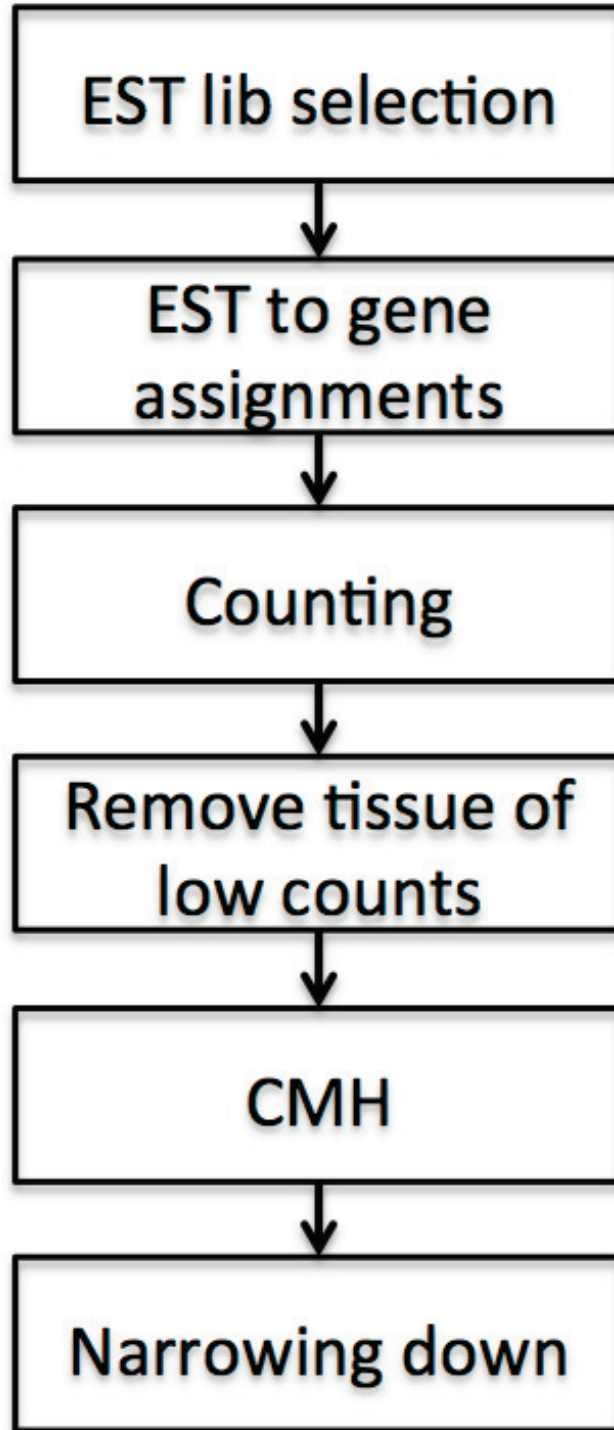 EST lib selection
EST to gene
assignments
Counting
Remove tissue of
low counts
CMH
Narrowing down